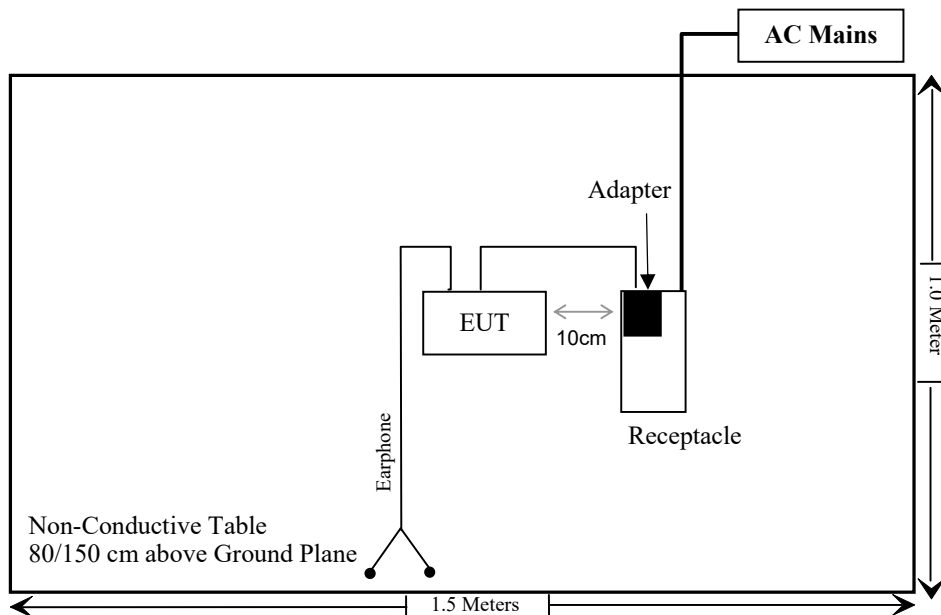 AC Mains
Adapter
EUT
10cm
1.0 Meter
Receptacle
Earphone
Non-Conductive Table
80/150 cm above Ground Plane
1.5 Meters